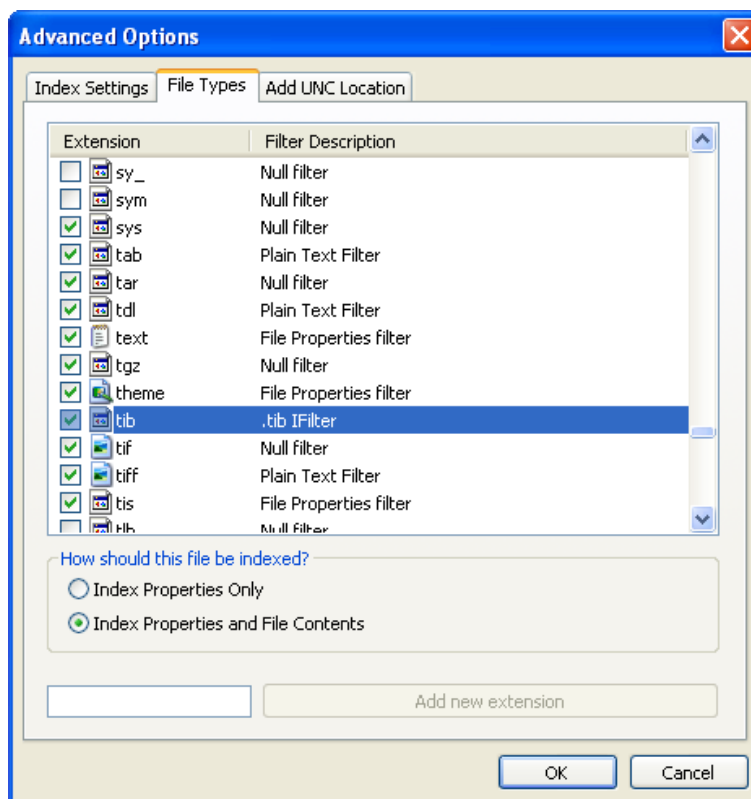 Advanced Options
Index Settings File Types Add UNC Location
Extension Filter Description
sy_ Null filter
sym Null filter
sys Null filter
tab Plain Text Filter
tar Null filter
tdl Plain Text Filter
text File Properties filter
tgz Null filter
theme File Properties filter
tib .tib IFilter
tif Null filter
tiff Plain Text Filter
tis File Properties filter
tlb Null filter
How should this file be indexed?
Index Properties Only
Index Properties and File Contents
Add new extension
OK Cancel